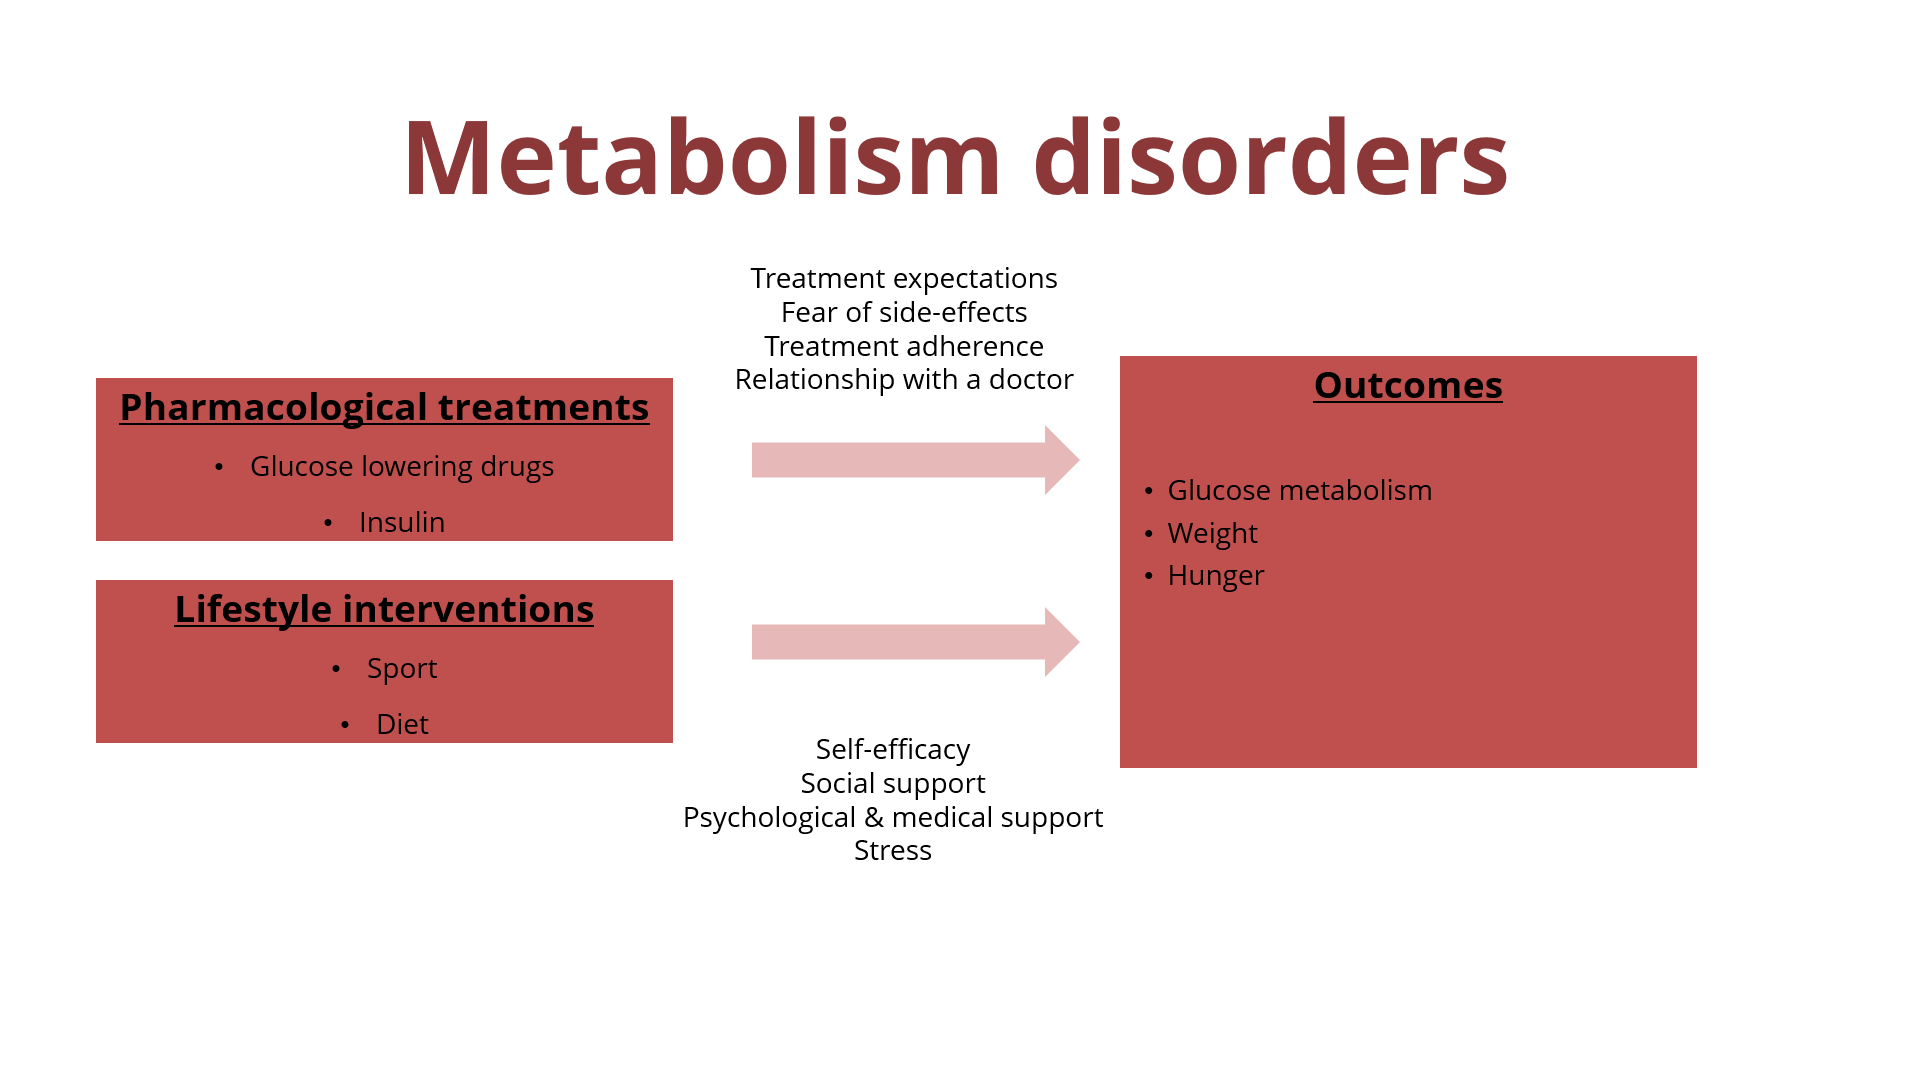 Metabolism disorders
Treatment expectations
Fear of side-effects
Treatment adherence
Relationship with a doctor
Pharmacological treatments
• Glucose lowering drugs
• Insulin
Lifestyle interventions
• Sport
• Diet
Self-efficacy
Social support
Psychological & medical support
Stress
Outcomes
• Glucose metabolism
• Weight
• Hunger